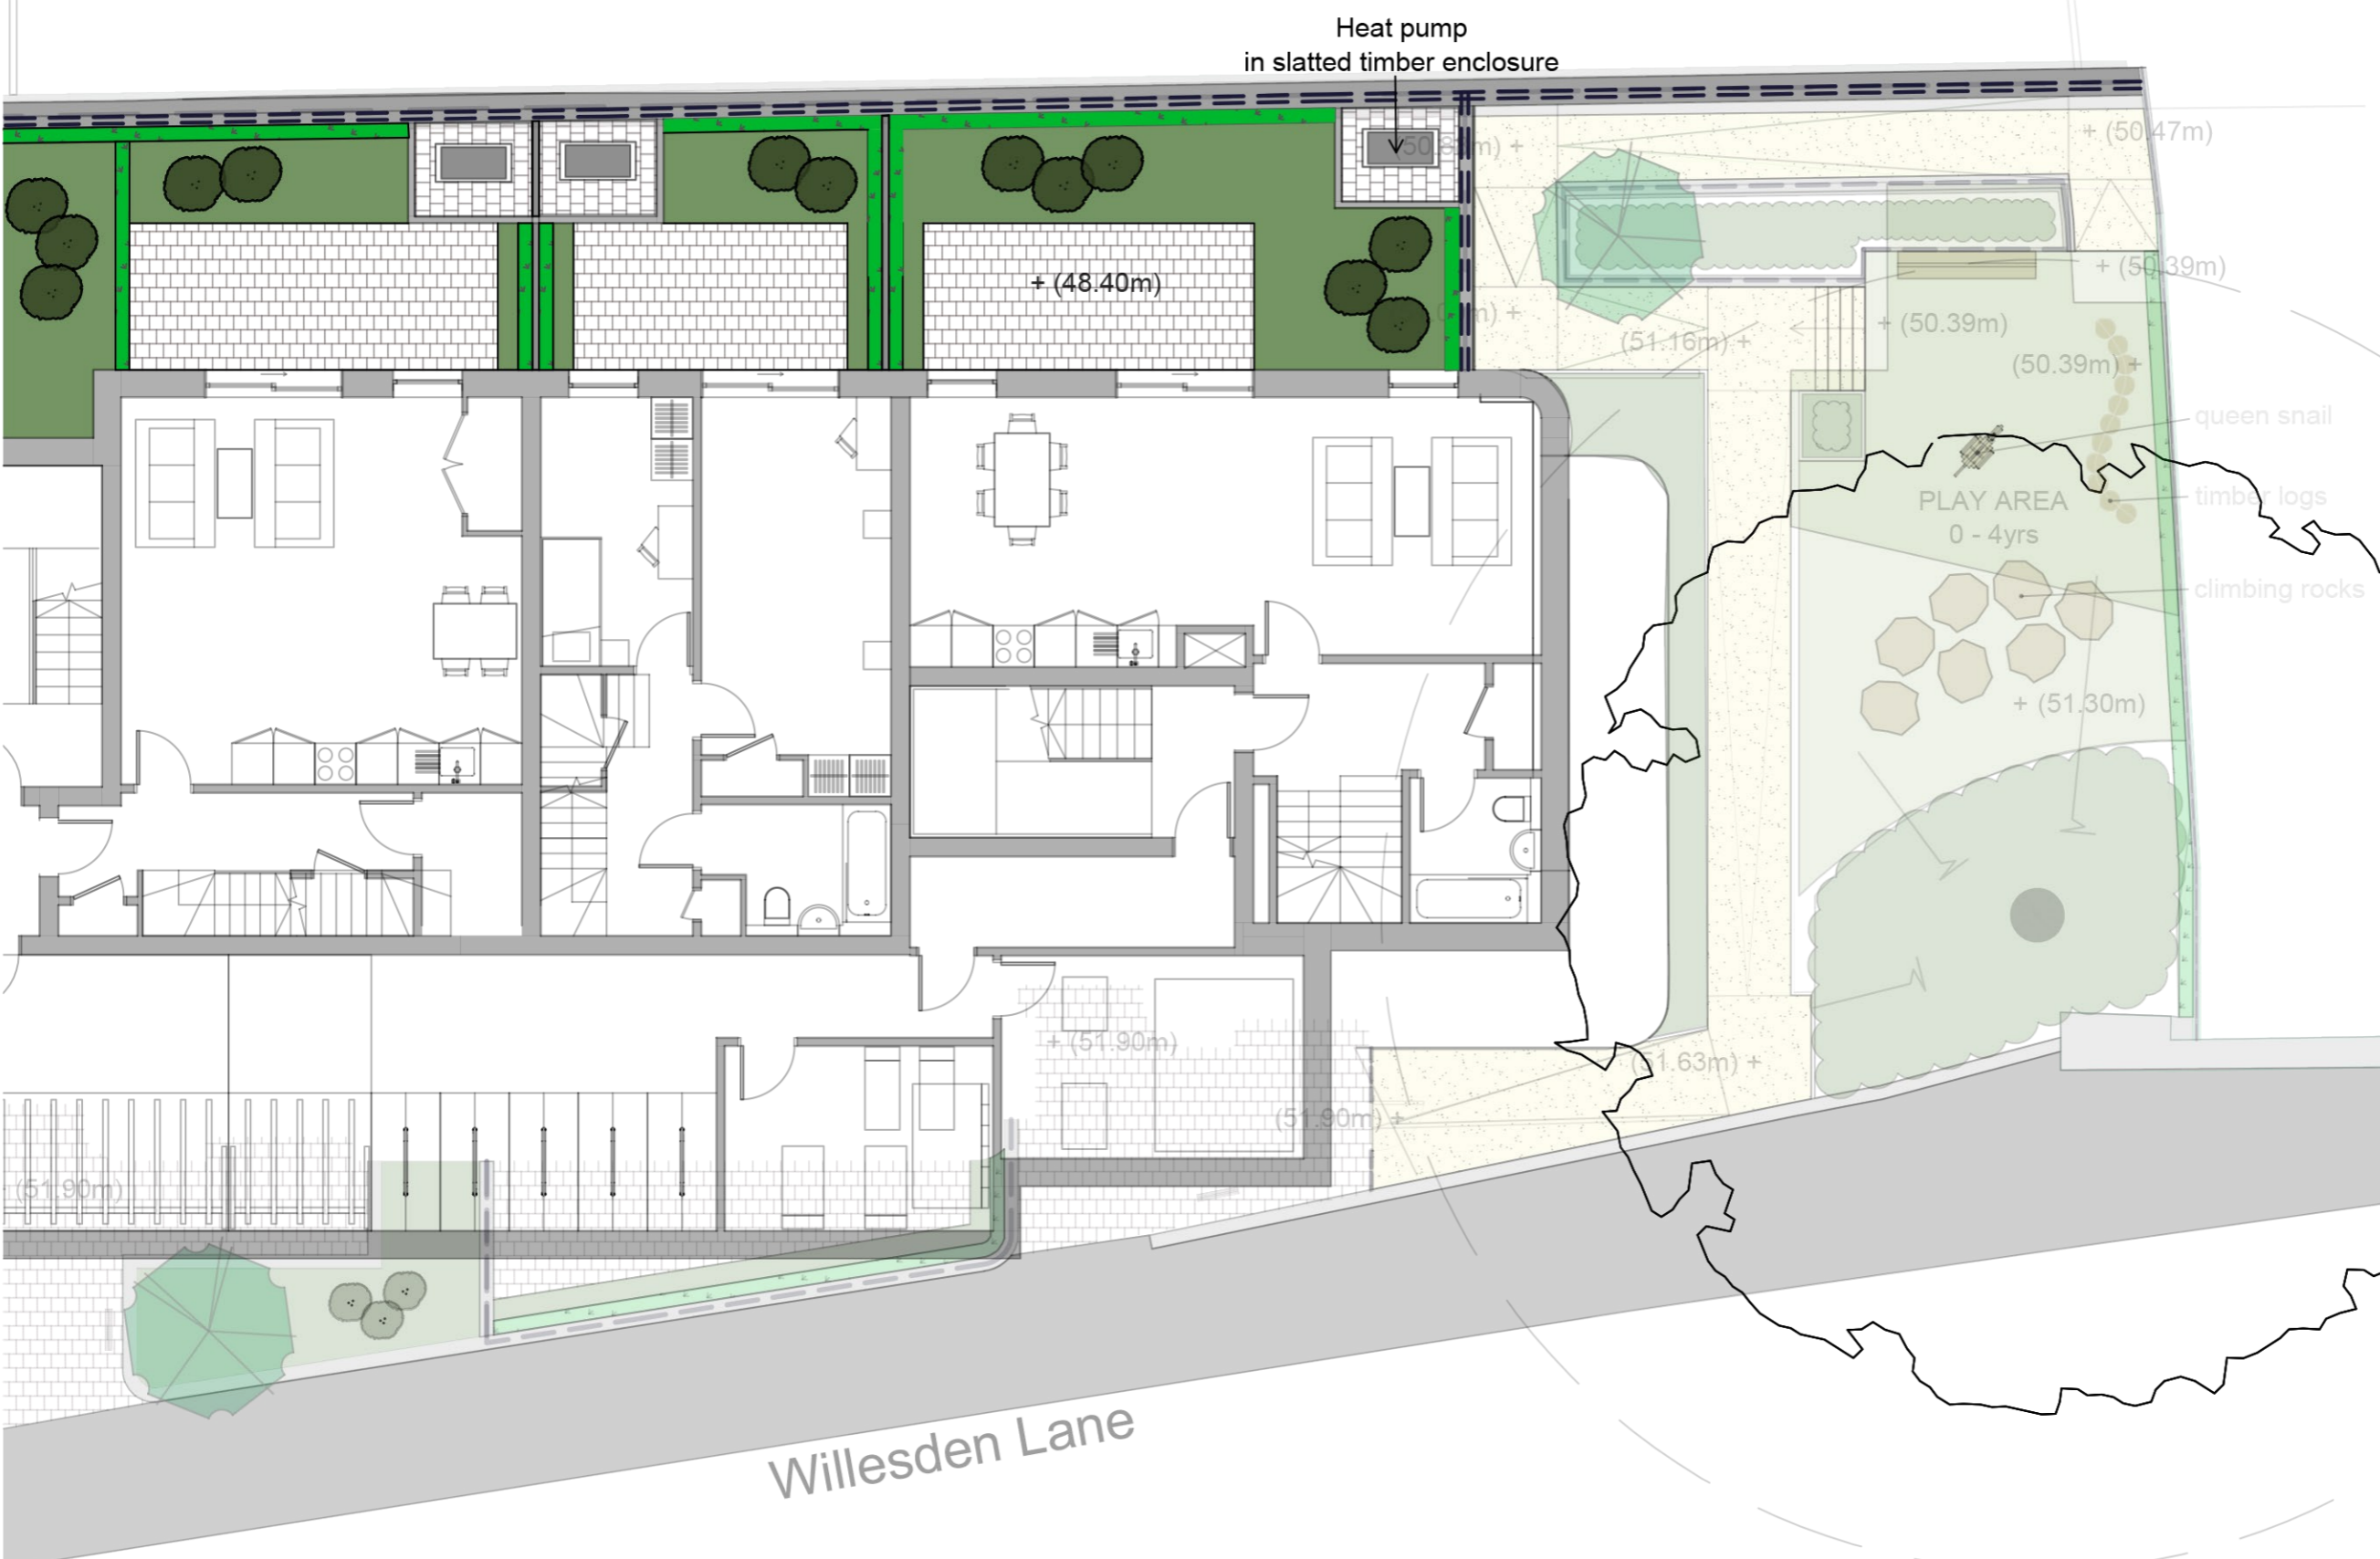 Heat pump
in slatted timber enclosure
+ (50.47m)
+ (50.39m)
+ (48.40m)
+ (50.39m)
(51.16m) +
(50.39m) +
queen snail
timber logs
PLAY AREA
0 - 4yrs
climbing rocks
+ (51.30m)
+ (51.90m)
(51.63m) +
(51.90m) +
(51.90m)
Willesden Lane